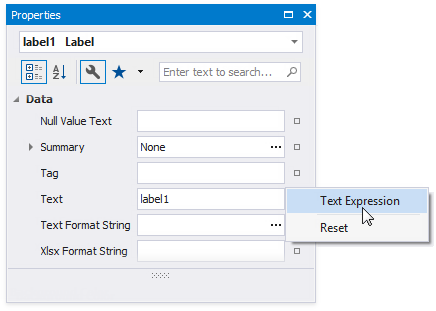 Properties
label1 Label
A Z Enter text to search...
Data
Null Value Text
Summary None ...
Tag
Text label1 Text Expression
Text Format String ... Reset
Xlsx Format String